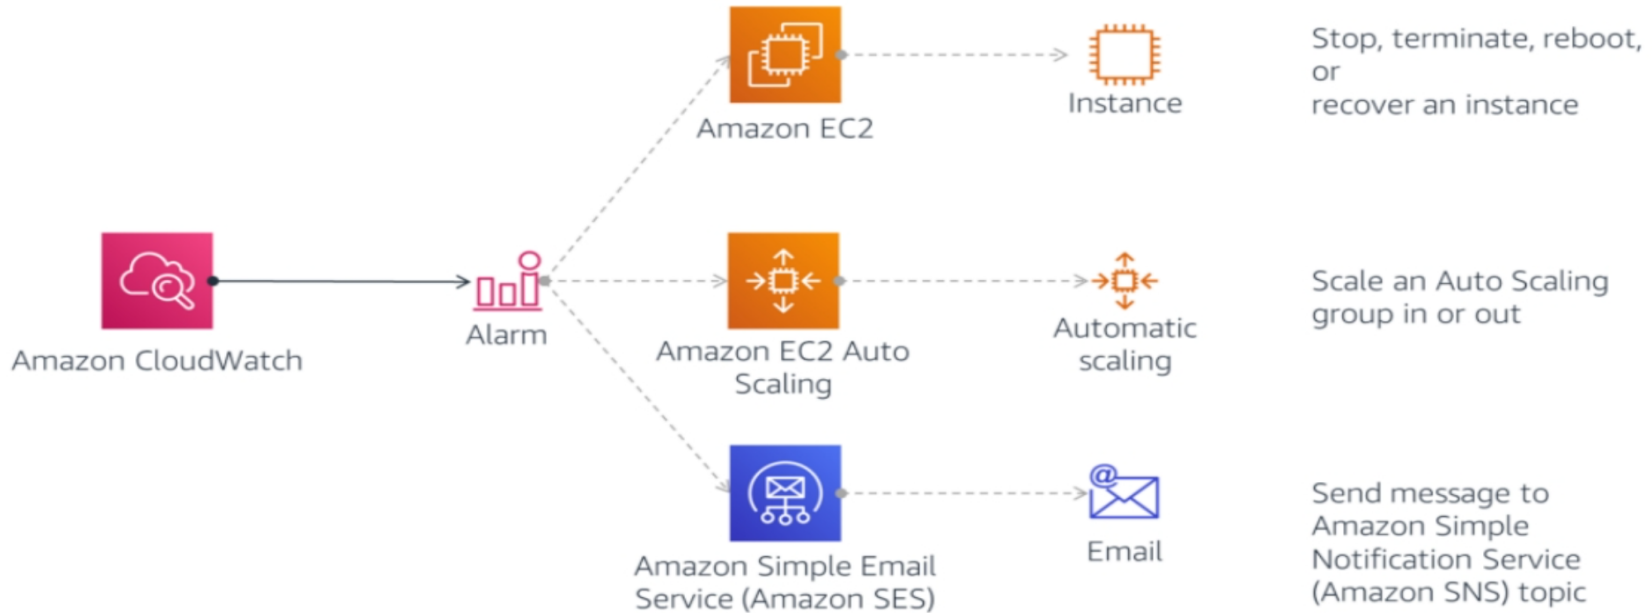 Amazon EC2
Instance
Stop, terminate, reboot,
or
recover an instance
Amazon CloudWatch
Alarm
Amazon EC2 Auto
Scaling
Automatic
scaling
Scale an Auto Scaling
group in or out
Amazon Simple Email
Service (Amazon SES)
@
Email
Send message to
Amazon Simple
Notification Service
(Amazon SNS) topic